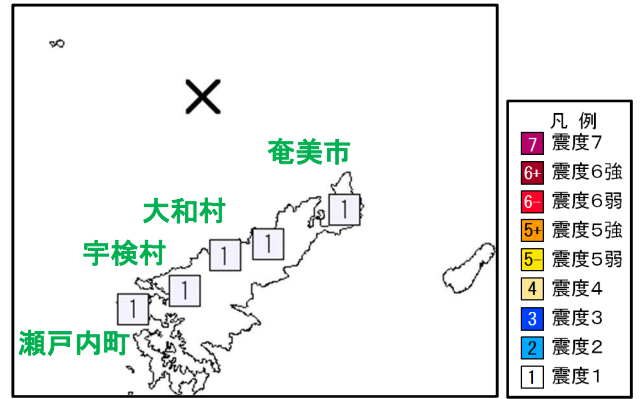 奄美市
1
大和村
1
1
宇検村
1
1
瀬戸内町
凡 例
7 震度7
6+ 震度6強
6- 震度6弱
5+ 震度5強
5- 震度5弱
4 震度4
3 震度3
2 震度2
1 震度1